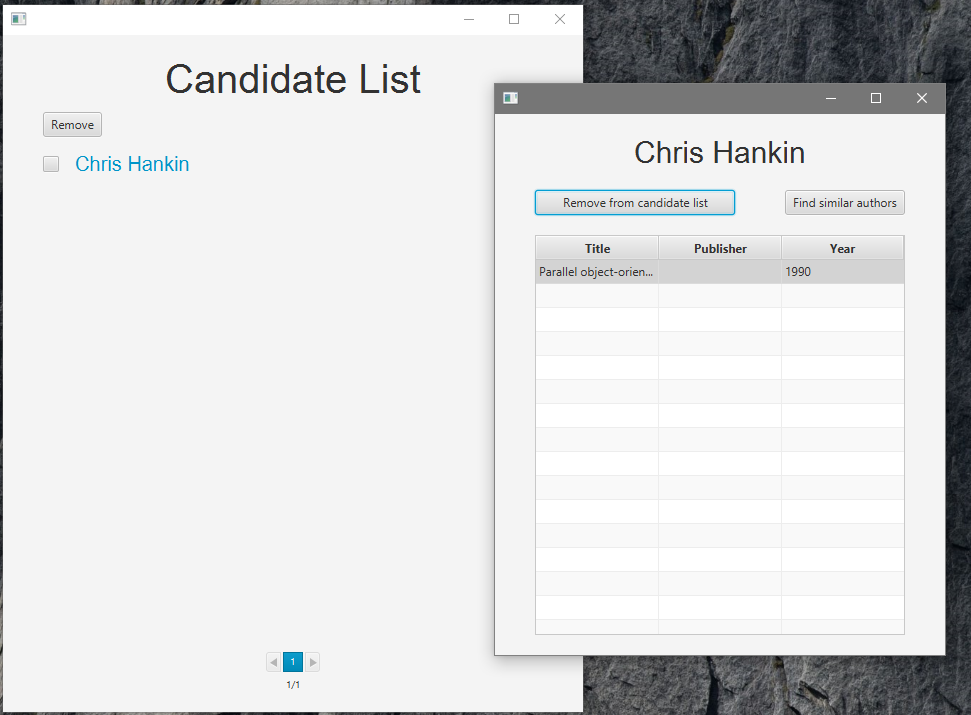 Candidate List
Remove
Chris Hankin
1
1/1
Chris Hankin
Remove from candidate list
Find similar authors
Title Publisher Year
Parallel object-orien... 1990